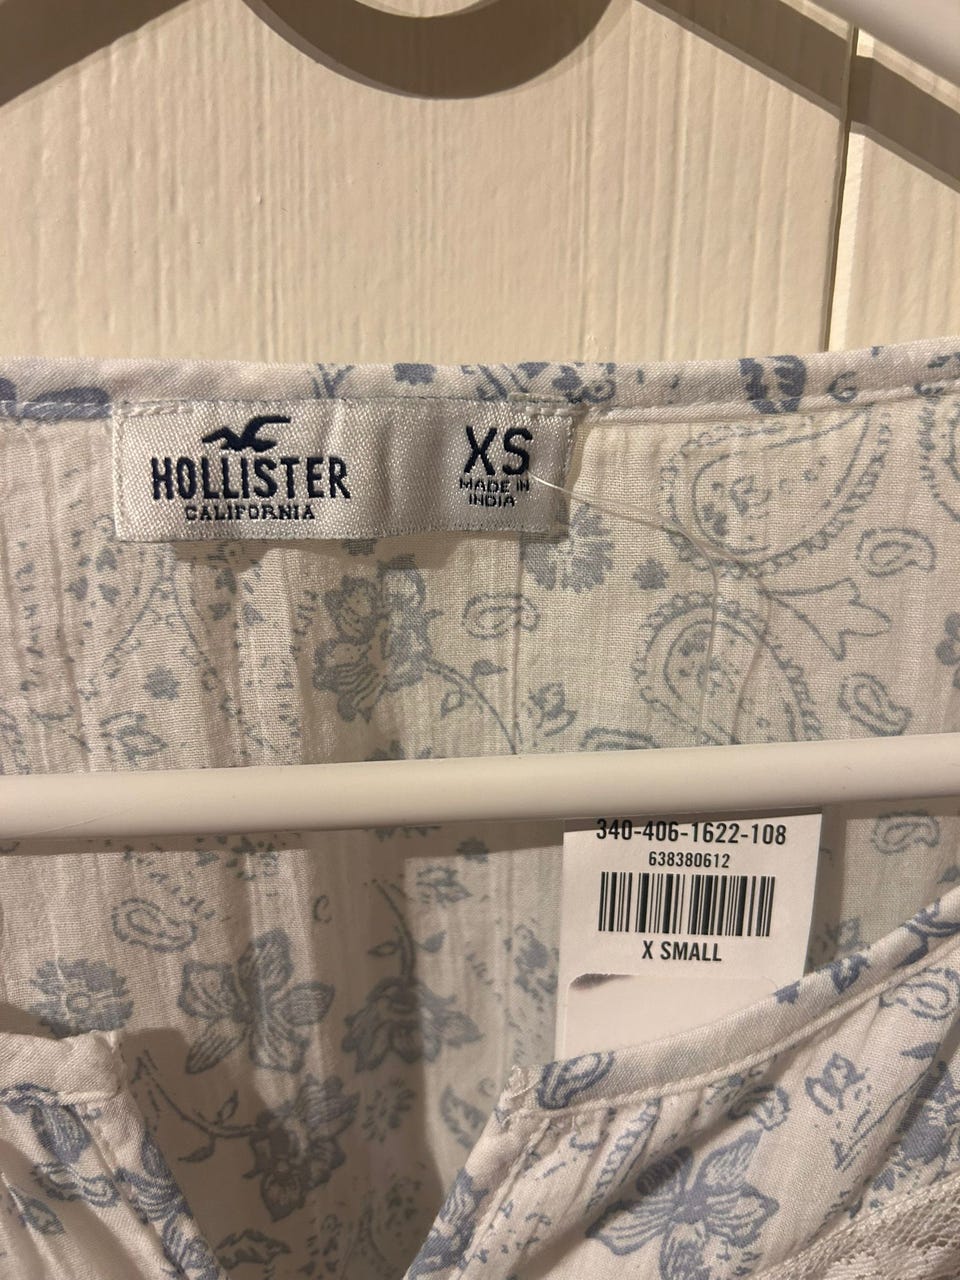 HOLLISTER
CALIFORNIA
XS
MADE IN
INDIA
340-406-1622-108
638380612
X SMALL